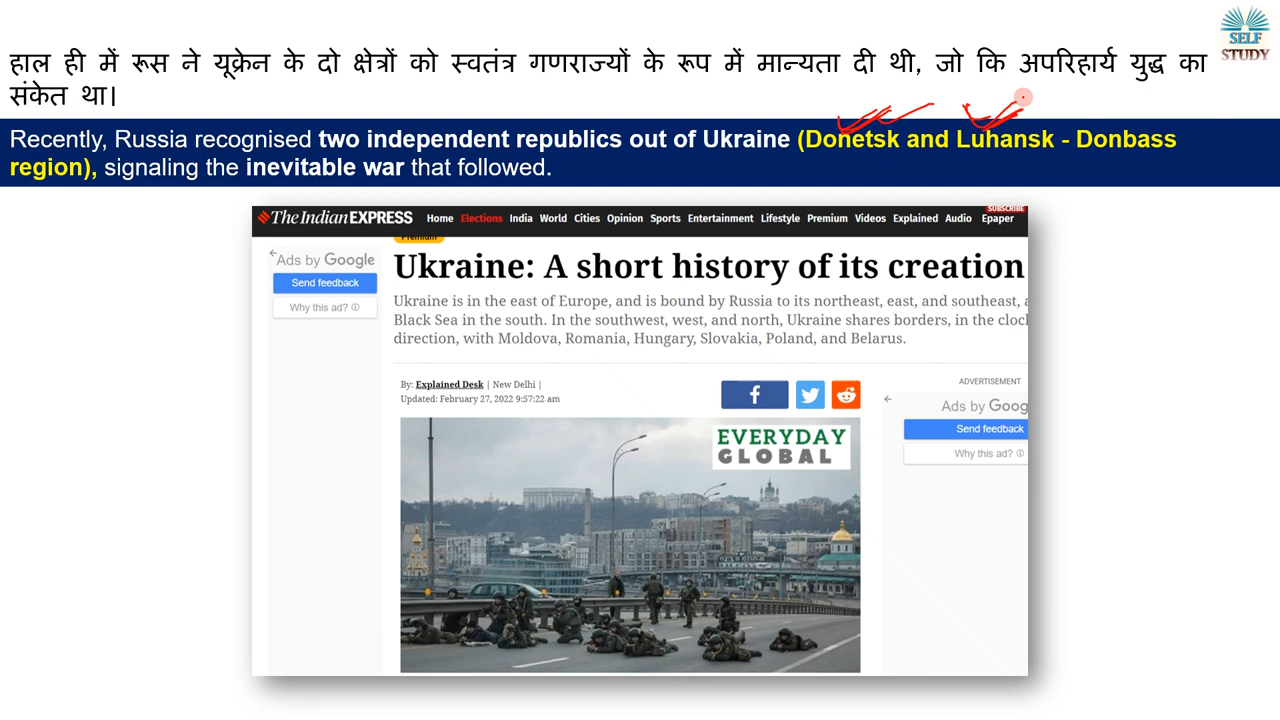 SELF
STUDY
हाल ही में रूस ने यूक्रेन के दो क्षेत्रों को स्वतंत्र गणराज्यों के रूप में मान्यता दी थी, जो कि अपरिहार्य युद्ध का
संकेत था।
Recently, Russia recognised two independent republics out of Ukraine (Donetsk and Luhansk - Donbass
region), signaling the inevitable war that followed.
The Indian EXPRESS Home Elections India World Cities Opinion Sports Entertainment Lifestyle Premium Videos Explained Audio Epaper
SUBSCRIBE
Premium
Ads by Google
Send feedback
Why this ad?
Ukraine: A short history of its creation
Ukraine is in the east of Europe, and is bound by Russia to its northeast, east, and southeast,
Black Sea in the south. In the southwest, west, and north, Ukraine shares borders, in the
direction, with Moldova, Romania, Hungary, Slovakia, Poland, and Belarus.
By: Explained Desk | New Delhi |
Updated: February 27, 2022 9:57:22 am
ADVERTISEMENT
Ads by
Send feedback
Why this ad?
EVERYDAY
GLOBAL